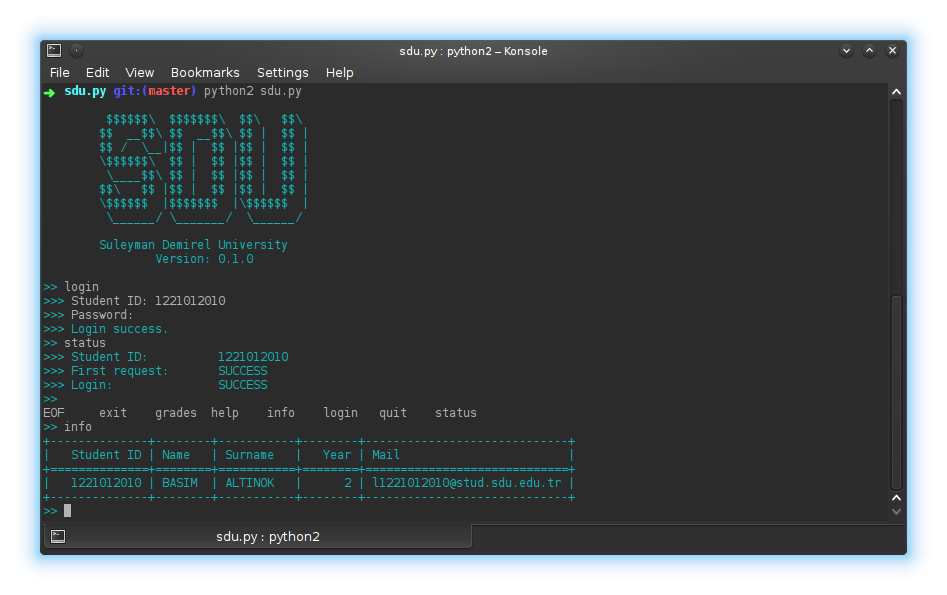 sdu.py : python2 – Konsole
File Edit View Bookmarks Settings Help
➜ sdu.py git:(master) python2 sdu.py
 $$$$$$\  $$$$$$$\  $$\   $$\
$$  __$$\ $$  __$$\ $$ |  $$ |
$$ /  \__|$$ |  $$ |$$ |  $$ |
\$$$$$$\  $$ |  $$ |$$ |  $$ |
 \____$$\ $$ |  $$ |$$ |  $$ |
$$\   $$ |$$ |  $$ |$$ |  $$ |
\$$$$$$  |$$$$$$$  |\$$$$$$  |
 \______/ \_______/  \______/
Suleyman Demirel University
Version: 0.1.0
>> login
>>> Student ID: 1221012010
>>> Password:
>>> Login success.
>> status
>>> Student ID:          1221012010
>>> First request:       SUCCESS
>>> Login:               SUCCESS
>>
EOF     exit    grades  help    info    login   quit    status
>> info
+--------------+--------+-----------+--------+-----------------------------+
|   Student ID | Name   | Surname   |   Year | Mail                        |
+==============+========+===========+========+=============================+
|   1221012010 | BASIM  | ALTINOK   |      2 | l1221012010@stud.sdu.edu.tr |
+--------------+--------+-----------+--------+-----------------------------+
>>
sdu.py : python2